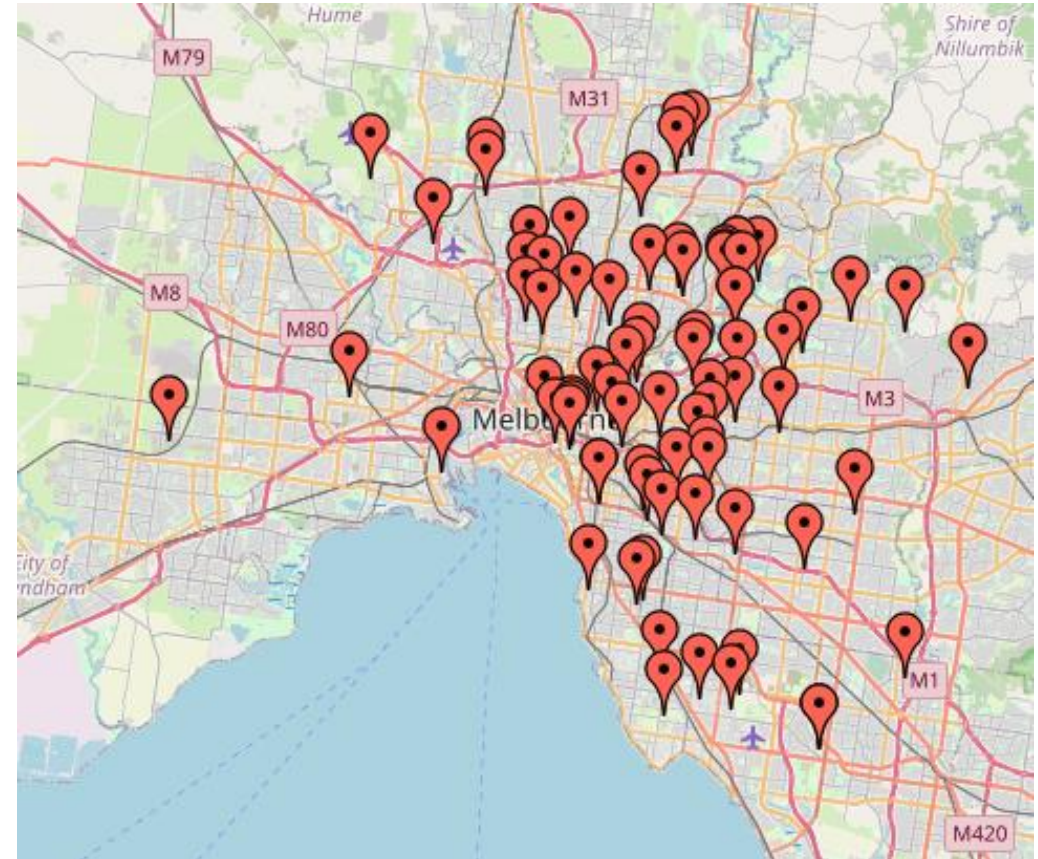 Hume
Shire of
Nillumbik
M79
M31
M8
M80
M3
Melbourne
City of
ndham
M1
M420